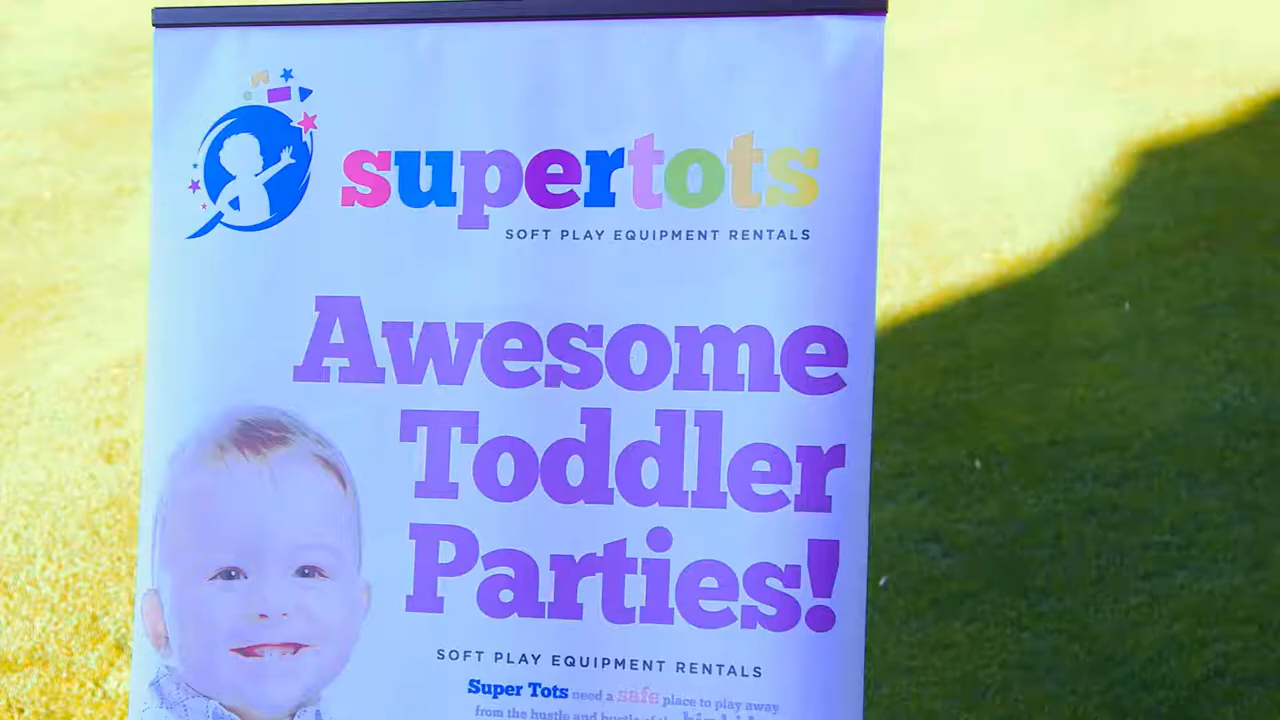 supertots
SOFT PLAY EQUIPMENT RENTALS
Awesome
Toddler
Parties!
SOFT PLAY EQUIPMENT RENTALS
Super Tots need a safe place to play away
from the hustle and bustle of the